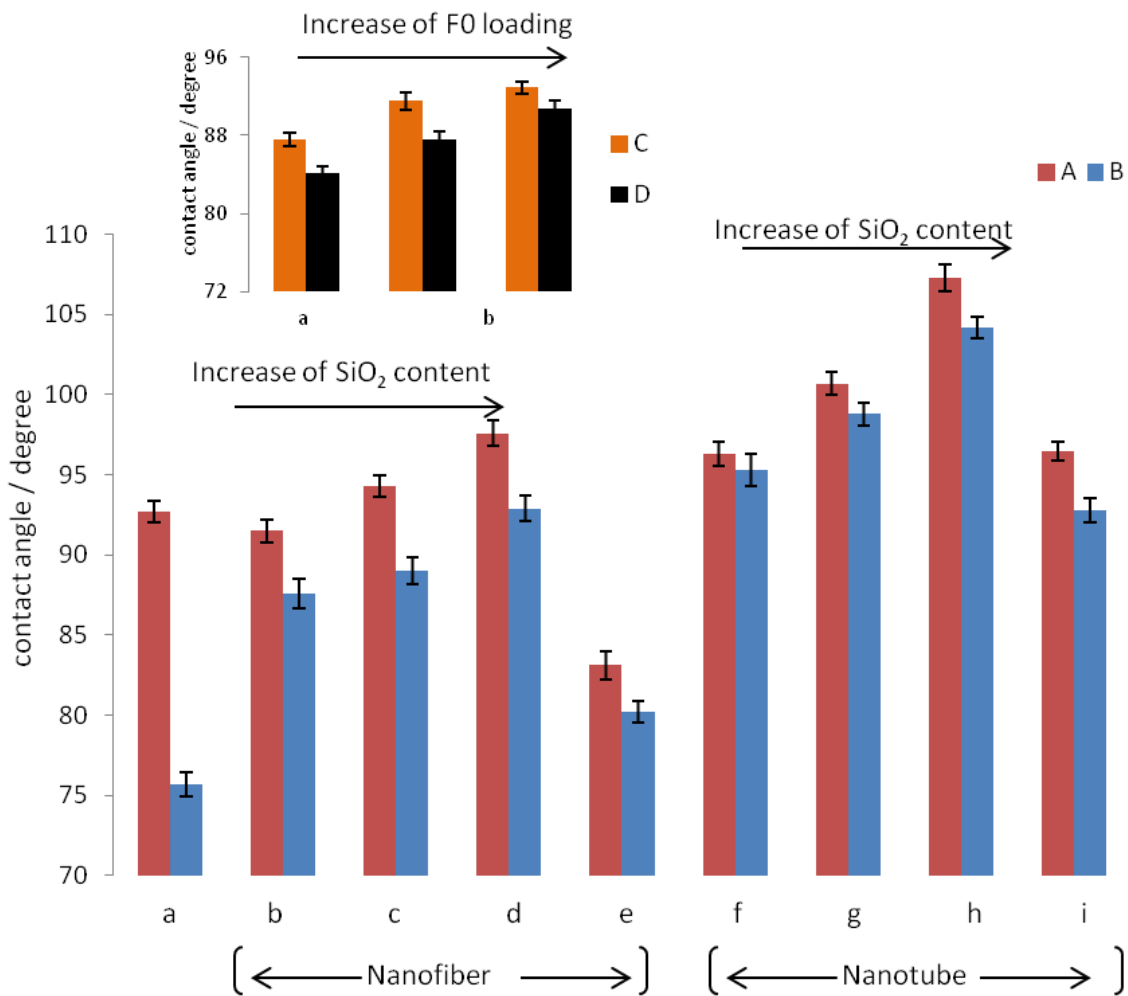 Increase of F0 loading
contact angle / degree
96
88
80
72
a
b
C
D
A
B
Increase of SiO₂ content
Increase of SiO₂ content
contact angle / degree
110
105
100
95
90
85
80
75
70
a b c d e f g h i
Nanofiber
Nanotube